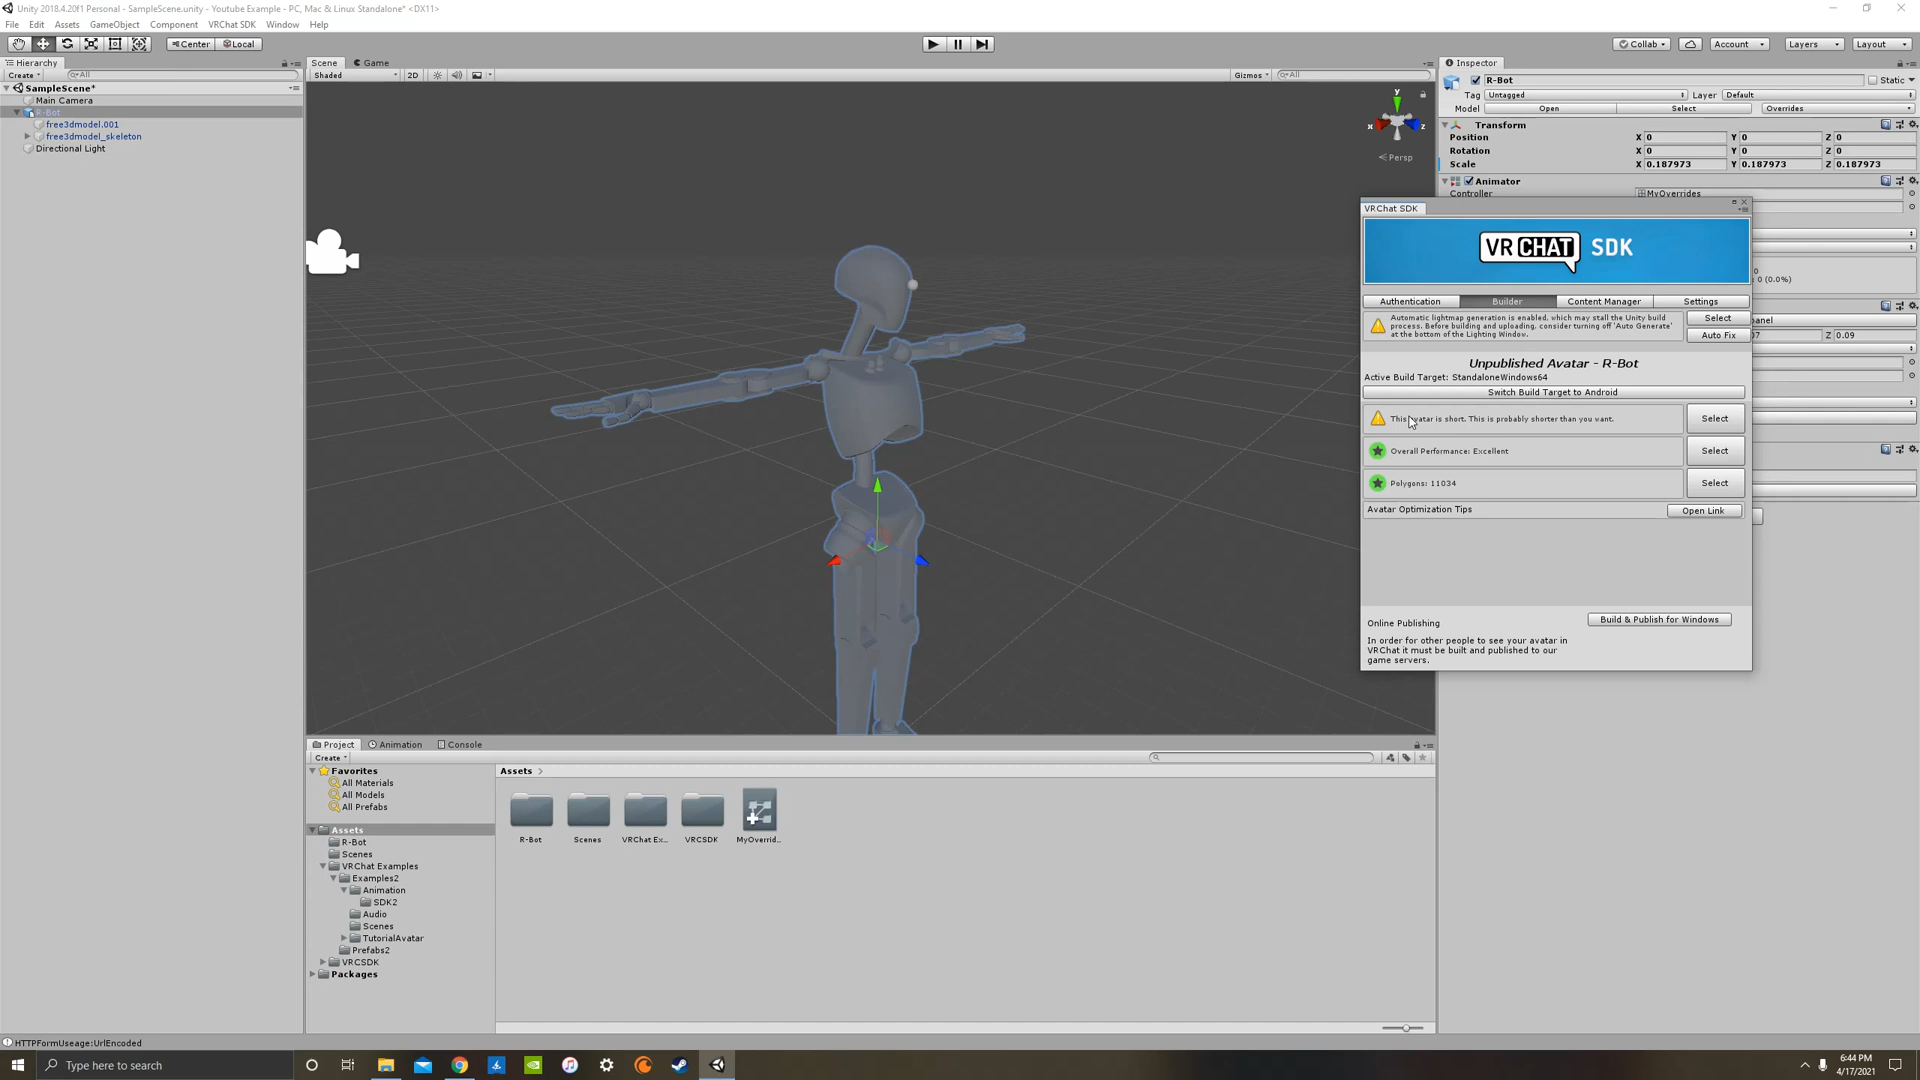 Unity 2018.4.20f1 Personal - SampleScene.unity - Youtube Example - PC, Mac & Linux Standalone* <DX11>
File Edit Assets GameObject Component VRChat SDK Window Help
Center Local
Collab Account Layers Layout
Hierarchy
Create All
SampleScene*
Main Camera
R-Bot
free3dmodel.001
free3dmodel_skeleton
Directional Light
Scene Game
Shaded 2D Gizmos All
y
x
z
Persp
Inspector
R-Bot Static
Tag Untagged Layer Default
Model Open Select Overrides
Transform
Position X 0 Y 0 Z 0
Rotation X 0 Y 0 Z 0
Scale X 0.187973 Y 0.187973 Z 0.187973
Animator
Controller MyOverrides
0 (0.0%)
Z 0.09
VRChat SDK
VR CHAT SDK
Authentication Builder Content Manager Settings
Automatic lightmap generation is enabled, which may stall the Unity build
process. Before building and uploading, consider turning off 'Auto Generate'
at the bottom of the Lighting Window.
Select
Auto Fix
Unpublished Avatar - R-Bot
Active Build Target: StandaloneWindows64
Switch Build Target to Android
This avatar is short. This is probably shorter than you want. Select
Overall Performance: Excellent Select
Polygons: 11034 Select
Avatar Optimization Tips Open Link
Online Publishing Build & Publish for Windows
In order for other people to see your avatar in
VRChat it must be built and published to our
game servers.
Project Animation Console
Create
Favorites
All Materials
All Models
All Prefabs
Assets
R-Bot
Scenes
VRChat Examples
Examples2
Animation
SDK2
Audio
Scenes
TutorialAvatar
Prefabs2
VRCSDK
Packages
Assets
R-Bot Scenes VRChat Ex... VRCSDK MyOverrid...
HTTPFormUseage:UrlEncoded
Type here to search
6:44 PM
4/17/2021